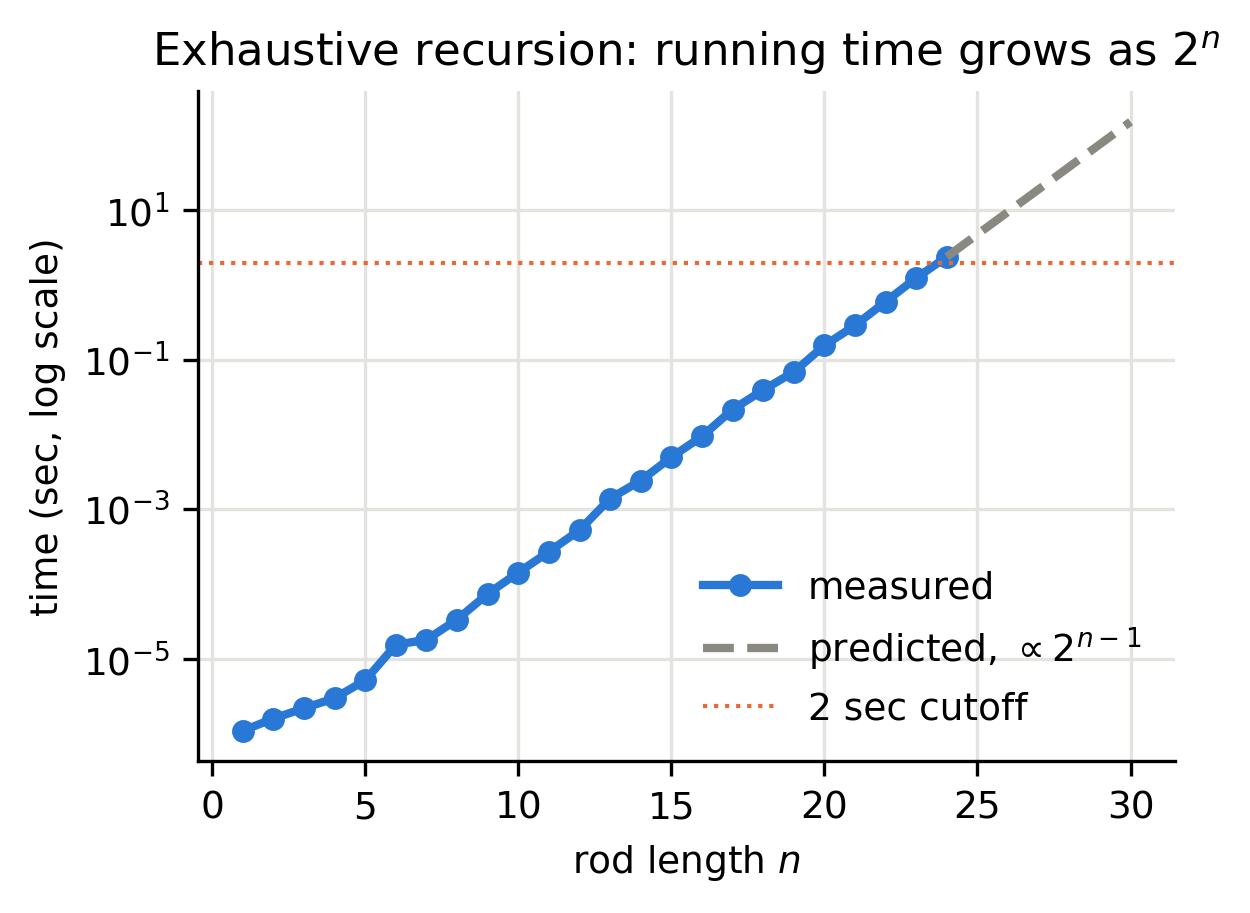 Exhaustive recursion: running time grows as 2ⁿ
time (sec, log scale)
10¹
10⁻¹
10⁻³
10⁻⁵
measured
predicted, ∝ 2ⁿ⁻¹
2 sec cutoff
0 5 10 15 20 25 30
rod length n